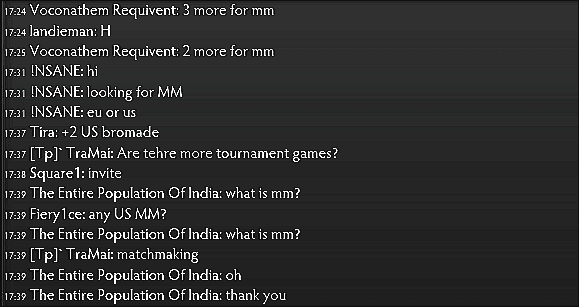 17:24 Voconathem Requivent: 3 more for mm
17:24 landieman: H
17:25 Voconathem Requivent: 2 more for mm
17:31 !NSANE: hi
17:31 !NSANE: looking for MM
17:31 !NSANE: eu or us
17:37 Tira: +2 US bromade
17:37 [Tp]` TraMai: Are tehre more tournament games?
17:38 Square1: invite
17:39 The Entire Population Of India: what is mm?
17:39 Fiery1ce: any US MM?
17:39 The Entire Population Of India: what is mm?
17:39 [Tp]` TraMai: matchmaking
17:39 The Entire Population Of India: oh
17:39 The Entire Population Of India: thank you